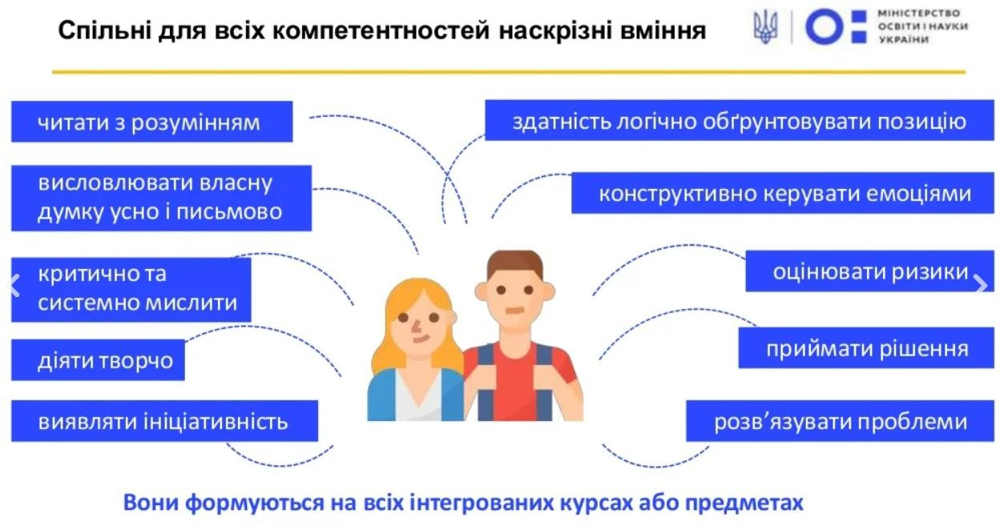 Спільні для всіх компетентностей наскрізні вміння
МІНІСТЕРСТВО
ОСВІТИ І НАУКИ
УКРАЇНИ
читати з розумінням
висловлювати власну
думку усно і письмово
критично та
системно мислити
діяти творчо
виявляти ініціативність
здатність логічно обґрунтовувати позицію
конструктивно керувати емоціями
оцінювати ризики
приймати рішення
розв’язувати проблеми
Вони формуються на всіх інтегрованих курсах або предметах